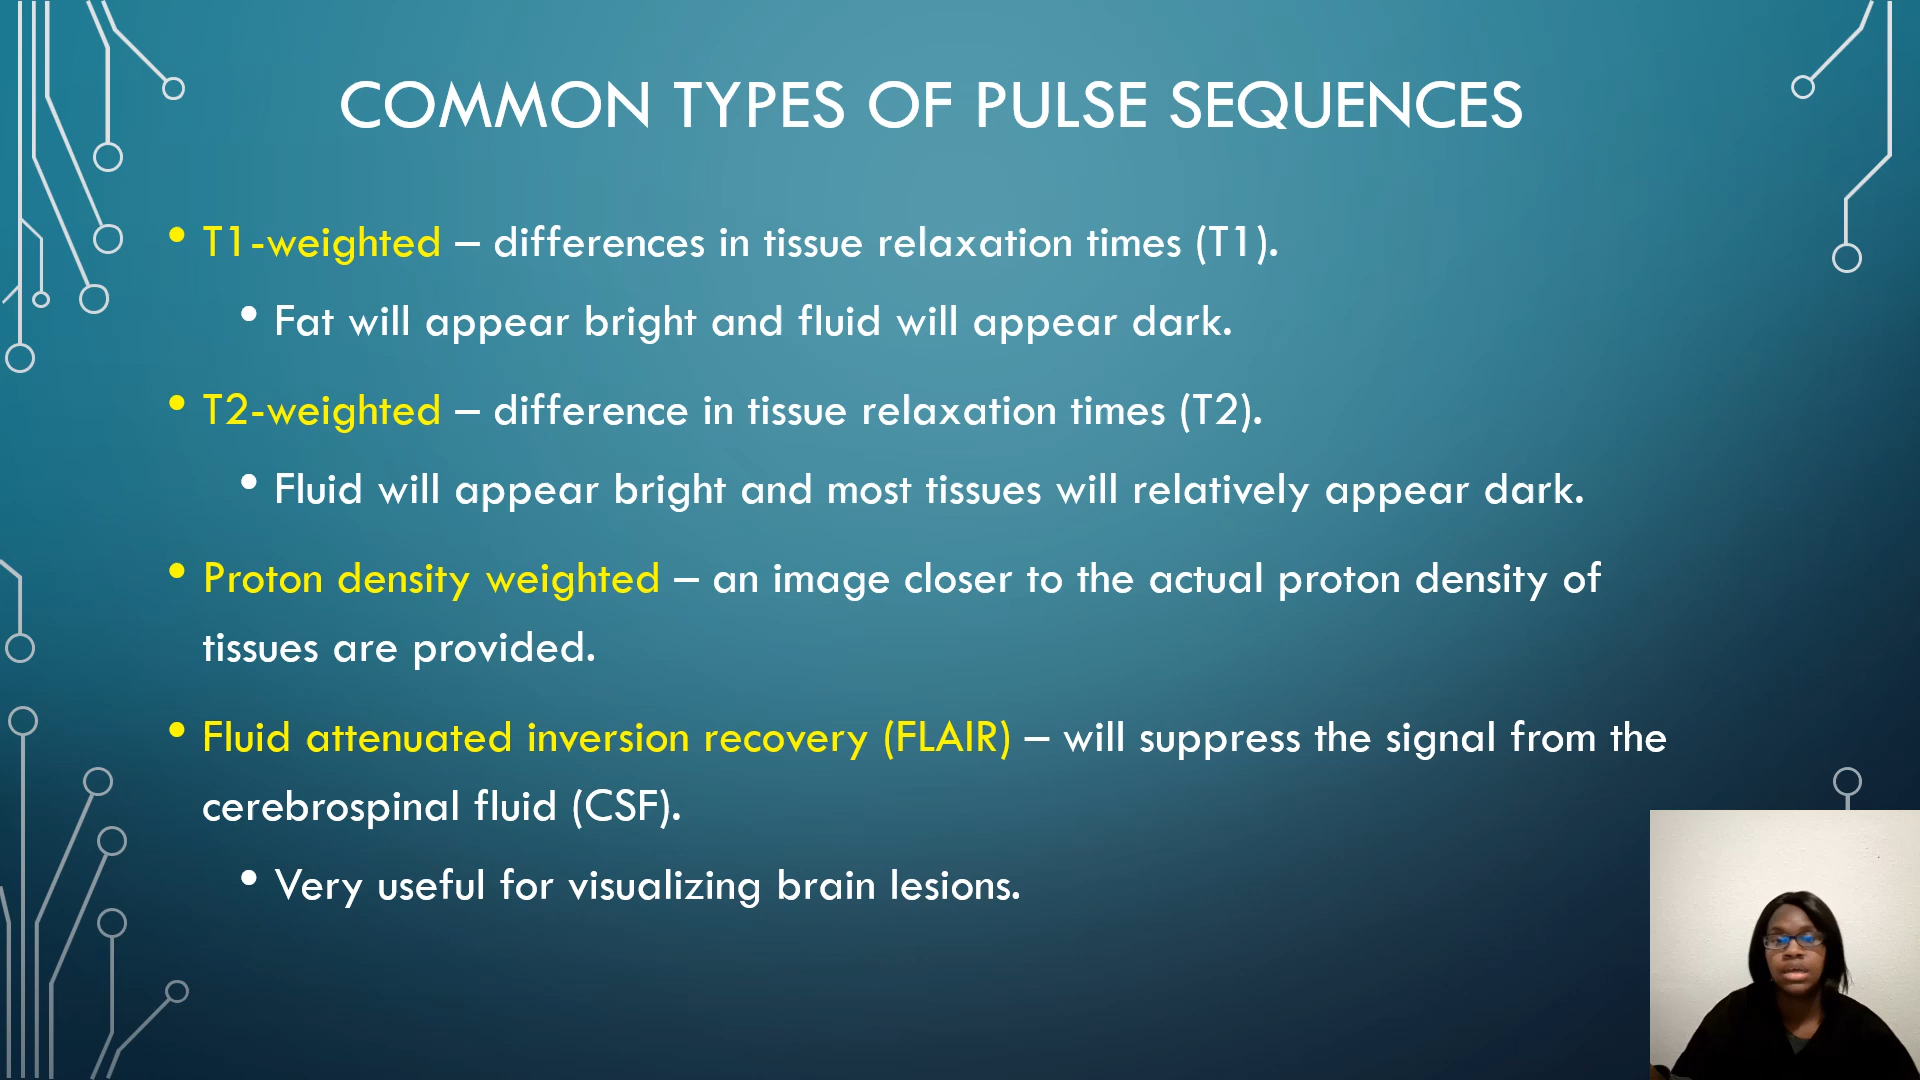 COMMON TYPES OF PULSE SEQUENCES
• T1-weighted – differences in tissue relaxation times (T1).
• Fat will appear bright and fluid will appear dark.
• T2-weighted – difference in tissue relaxation times (T2).
• Fluid will appear bright and most tissues will relatively appear dark.
• Proton density weighted – an image closer to the actual proton density of
tissues are provided.
• Fluid attenuated inversion recovery (FLAIR) – will suppress the signal from the
cerebrospinal fluid (CSF).
• Very useful for visualizing brain lesions.